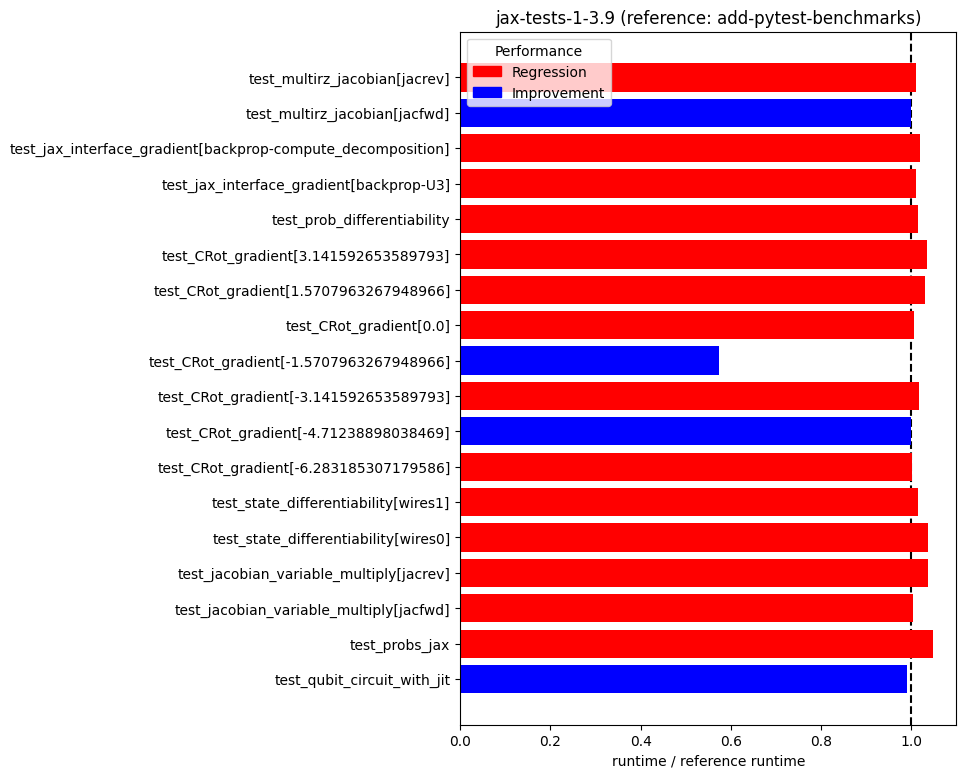 jax-tests-1-3.9 (reference: add-pytest-benchmarks)
Performance
Regression
Improvement
test_multirz_jacobian[jacrev]
test_multirz_jacobian[jacfwd]
test_jax_interface_gradient[backprop-compute_decomposition]
test_jax_interface_gradient[backprop-U3]
test_prob_differentiability
test_CRot_gradient[3.141592653589793]
test_CRot_gradient[1.5707963267948966]
test_CRot_gradient[0.0]
test_CRot_gradient[-1.5707963267948966]
test_CRot_gradient[-3.141592653589793]
test_CRot_gradient[-4.71238898038469]
test_CRot_gradient[-6.283185307179586]
test_state_differentiability[wires1]
test_state_differentiability[wires0]
test_jacobian_variable_multiply[jacrev]
test_jacobian_variable_multiply[jacfwd]
test_probs_jax
test_qubit_circuit_with_jit
0.0 0.2 0.4 0.6 0.8 1.0
runtime / reference runtime